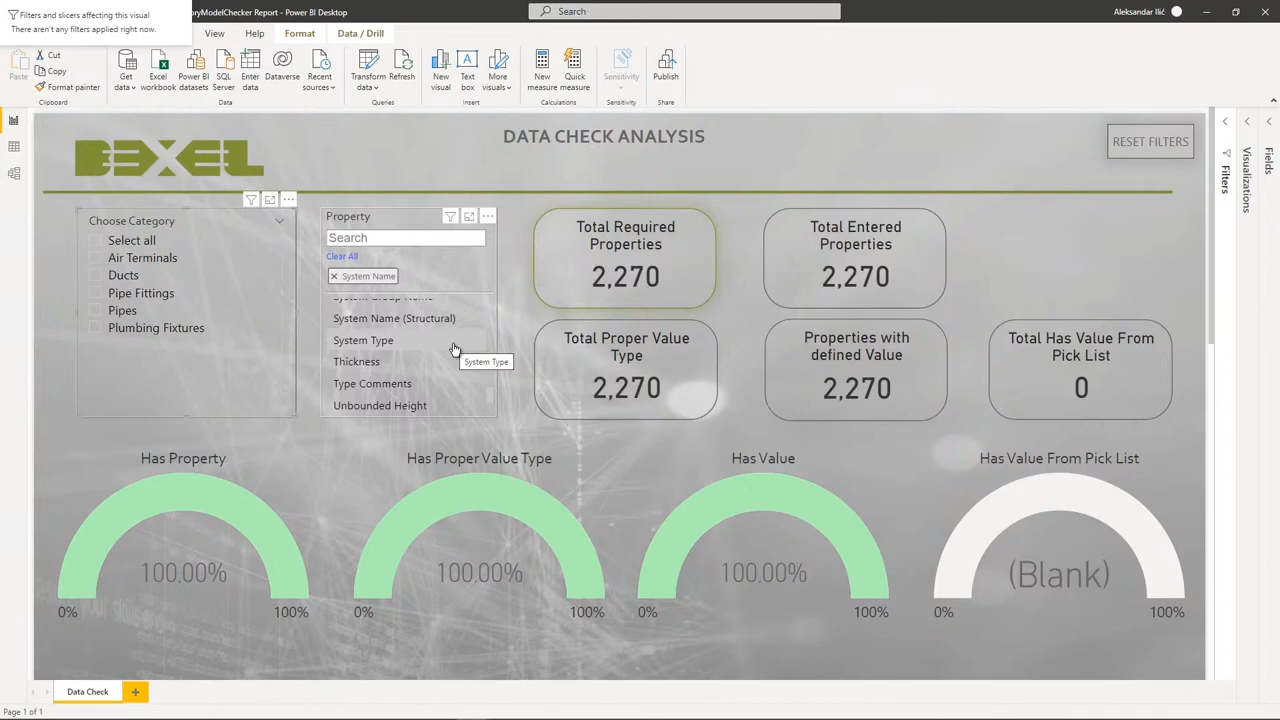 Filters and slicers affecting this visual
There aren't any filters applied right now.
oryModelChecker Report - Power BI Desktop
Search
Aleksandar Ilić
View
Help
Format
Data / Drill
Paste
Cut
Copy
Format painter
Clipboard
Get data
Excel workbook
Power BI datasets
SQL Server
Enter data
Dataverse
Recent sources
Data
Transform data
Refresh
Queries
New visual
Text box
More visuals
Insert
New measure
Quick measure
Calculations
Sensitivity
Sensitivity
Publish
Share
BEXEL
DATA CHECK ANALYSIS
RESET FILTERS
Filters
Visualizations
Fields
Choose Category
Select all
Air Terminals
Ducts
Pipe Fittings
Pipes
Plumbing Fixtures
Property
Search
Clear All
System Name
System Group Name
System Name (Structural)
System Type
System Type
Thickness
Type Comments
Unbounded Height
Total Required Properties
2,270
Total Entered Properties
2,270
Total Proper Value Type
2,270
Properties with defined Value
2,270
Total Has Value From Pick List
0
Has Property
100,00%
0%
100%
Has Proper Value Type
100,00%
0%
100%
Has Value
100,00%
0%
100%
Has Value From Pick List
(Blank)
0%
100%
Data Check
Page 1 of 1